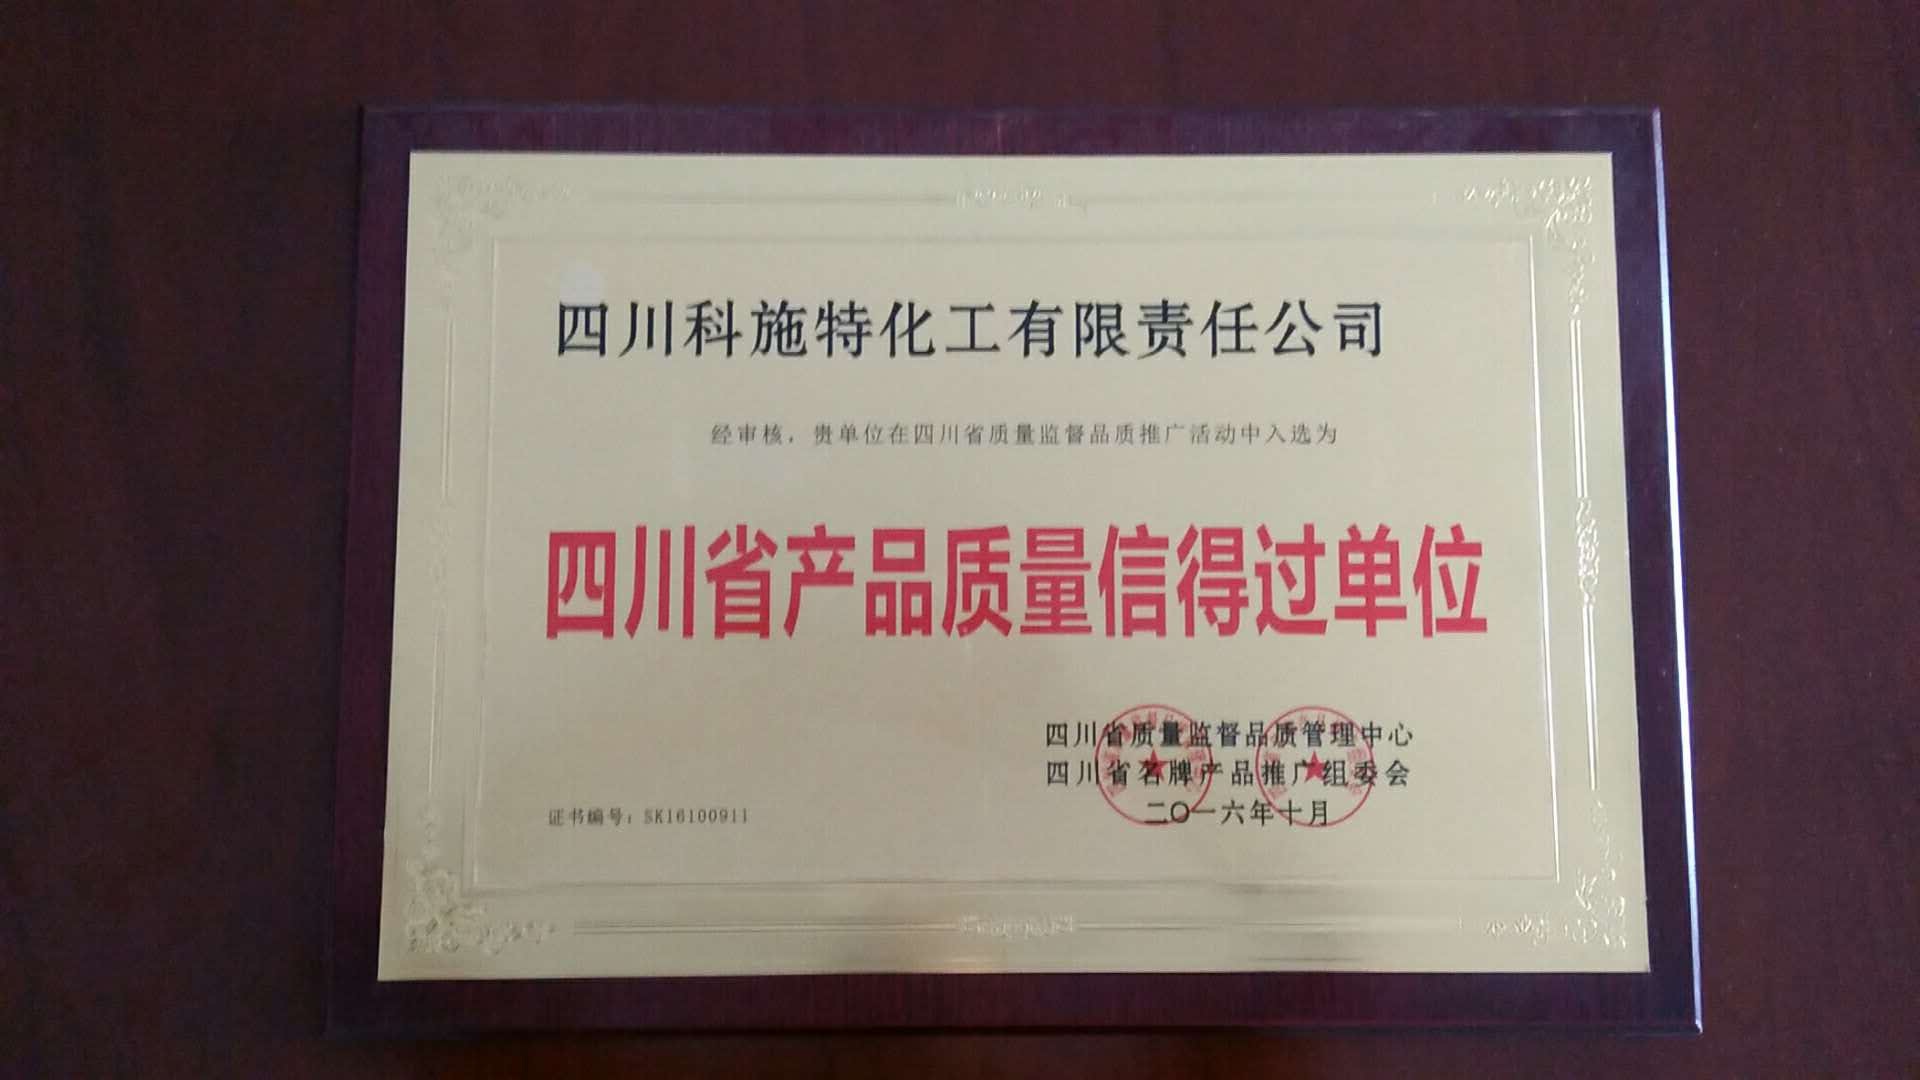 四川科施特化工有限责任公司
经审核，贵单位在四川省质量监督品质推广活动中入选为
四川省产品质量信得过单位
四川省质量监督品质管理中心
四川省名牌产品推广组委会
二〇一六年十月
证书编号：SK16100911